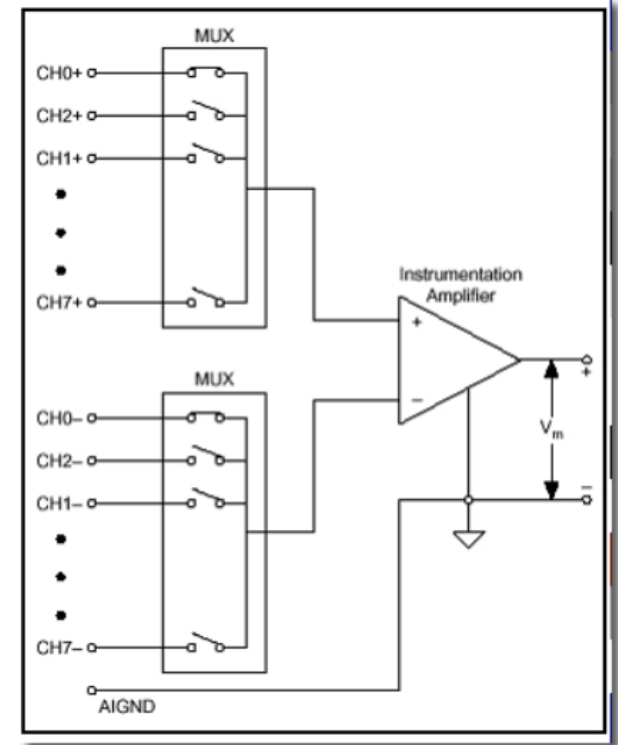 MUX
CH0+
CH2+
CH1+
CH7+
Instrumentation
Amplifier
+
−
+
Vm
−
MUX
CH0−
CH2−
CH1−
CH7−
AIGND